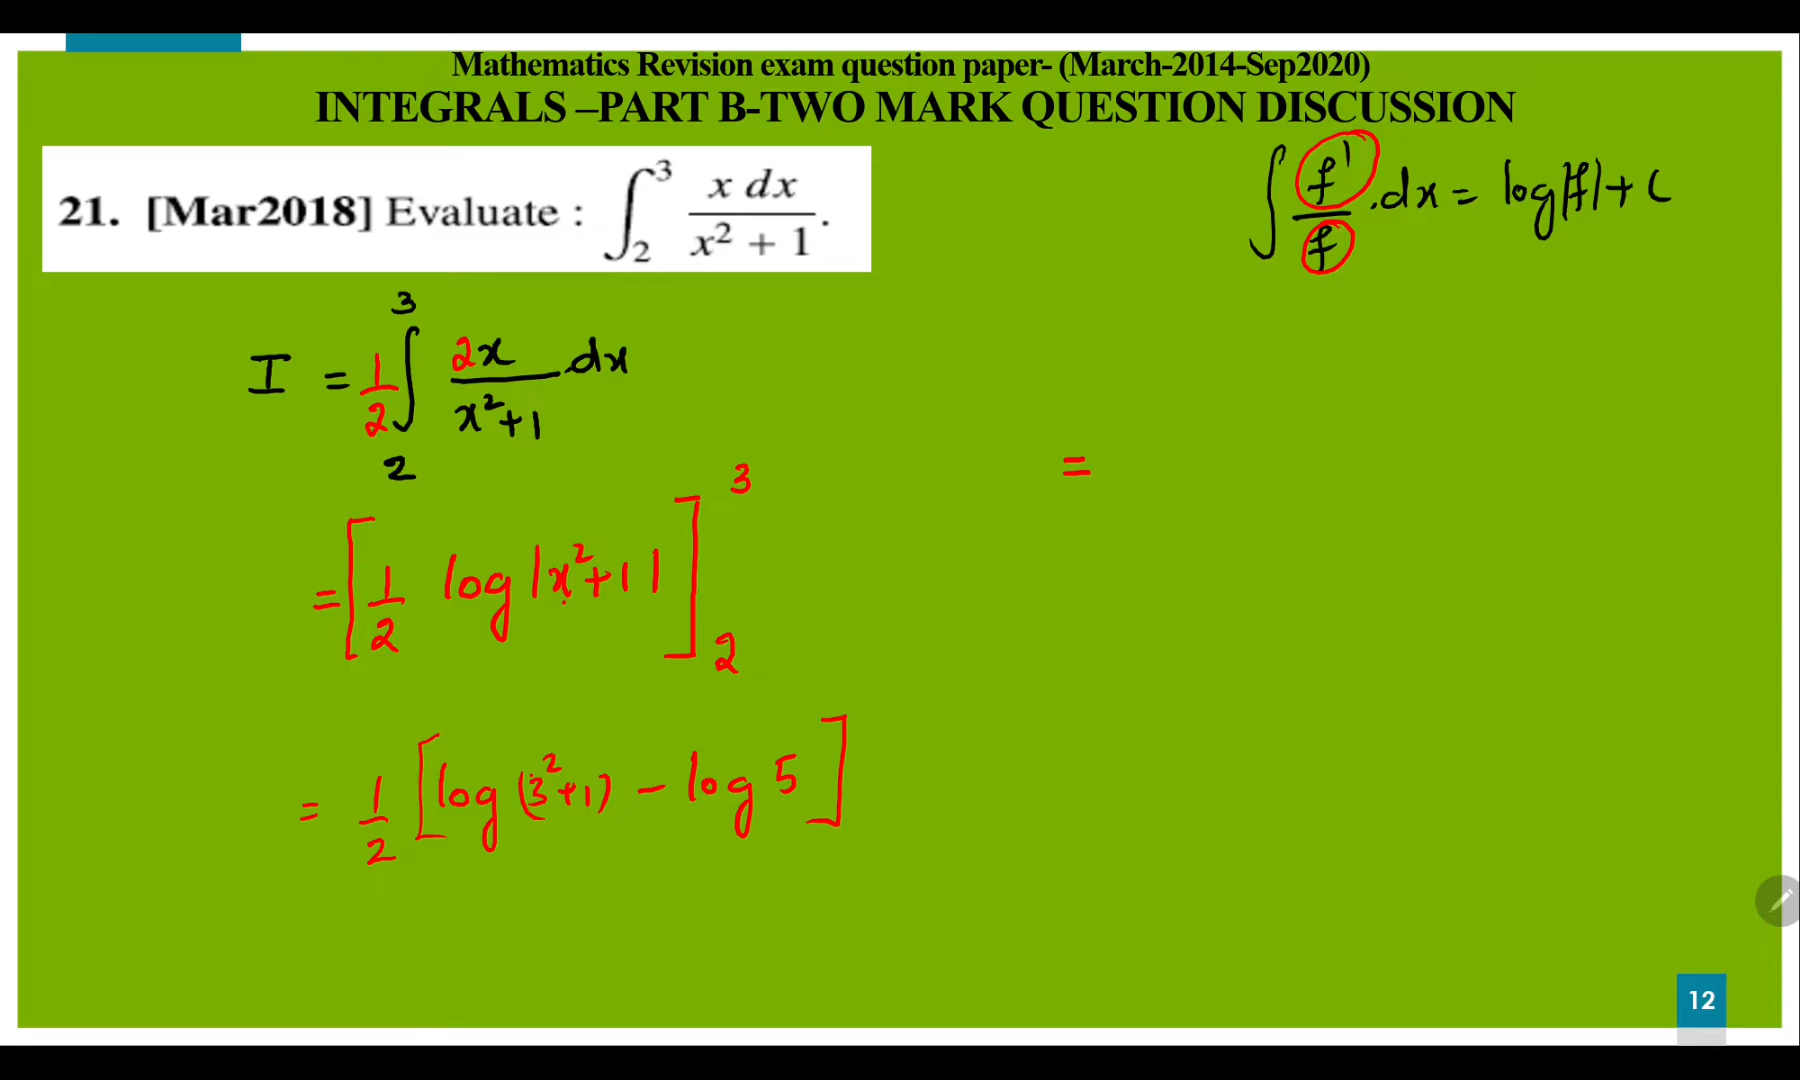 Mathematics Revision exam question paper- (March-2014-Sep2020)
INTEGRALS –PART B-TWO MARK QUESTION DISCUSSION
21. [Mar2018] Evaluate : ∫₂³ x dx / (x² + 1).
∫ f'/f .dx = log|f| + C
I = 1/2 ∫₂³ 2x/(x²+1) .dx
= [1/2 log|x²+1|]₂³
= 1/2 [log(3²+1) − log 5]
=
12